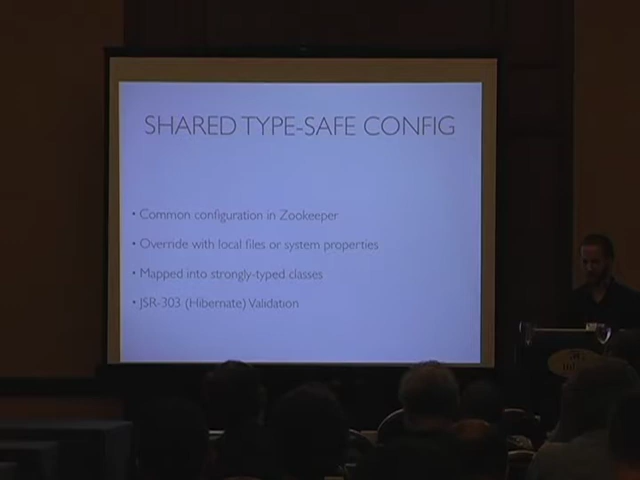 SHARED TYPE-SAFE CONFIG
• Common configuration in Zookeeper
• Override with local files or system properties
• Mapped into strongly-typed classes
• JSR-303 (Hibernate) Validation